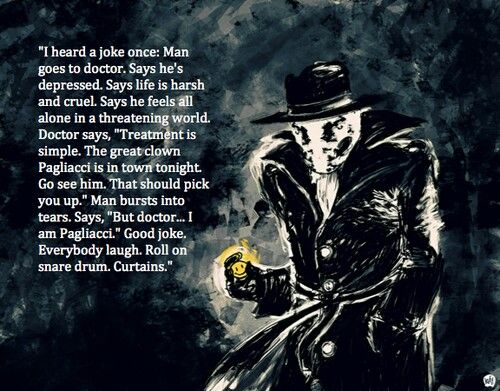 "I heard a joke once: Man
goes to doctor. Says he's
depressed. Says life is harsh
and cruel. Says he feels all
alone in a threatening world.
Doctor says, "Treatment is
simple. The great clown
Pagliacci is in town tonight.
Go see him. That should pick
you up." Man bursts into
tears. Says, "But doctor... I
am Pagliacci." Good joke.
Everybody laugh. Roll on
snare drum. Curtains."